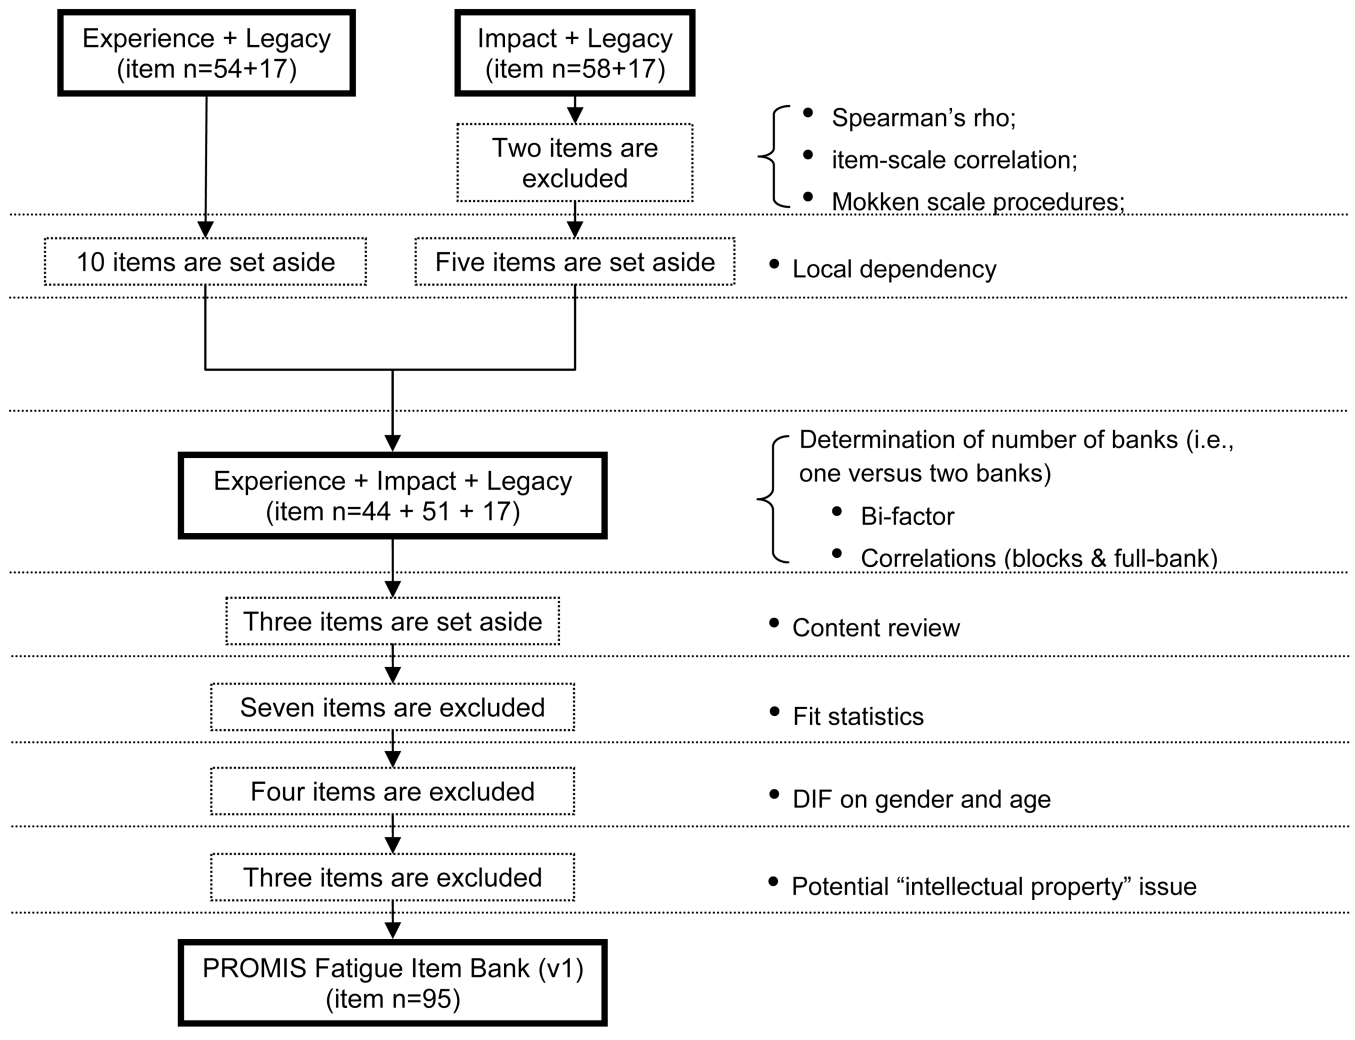 Experience + Legacy
(item n=54+17)
Impact + Legacy
(item n=58+17)
Two items are
excluded
• Spearman’s rho;
• item-scale correlation;
• Mokken scale procedures;
10 items are set aside
Five items are set aside
• Local dependency
Experience + Impact + Legacy
(item n=44 + 51 + 17)
Determination of number of banks (i.e.,
one versus two banks)
• Bi-factor
• Correlations (blocks & full-bank)
Three items are set aside
• Content review
Seven items are excluded
• Fit statistics
Four items are excluded
• DIF on gender and age
Three items are excluded
• Potential “intellectual property” issue
PROMIS Fatigue Item Bank (v1)
(item n=95)